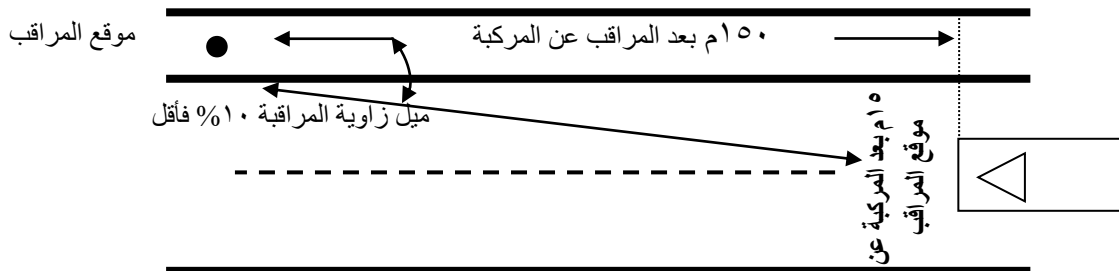 موقع المراقب
١٥٠م بعد المراقب عن المركبة
ميل زاوية المراقبة ١٠% فأقل
١٥م بعد المركبة عن
موقع المراقب